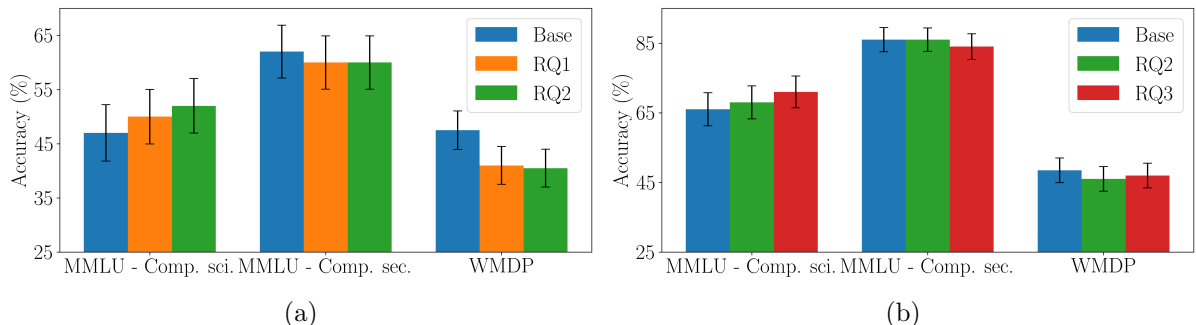 Accuracy (%)
65
55
45
35
25
Base
RQ1
RQ2
MMLU - Comp. sci.
MMLU - Comp. sec.
WMDP
(a)
Accuracy (%)
85
65
45
25
Base
RQ2
RQ3
MMLU - Comp. sci.
MMLU - Comp. sec.
WMDP
(b)